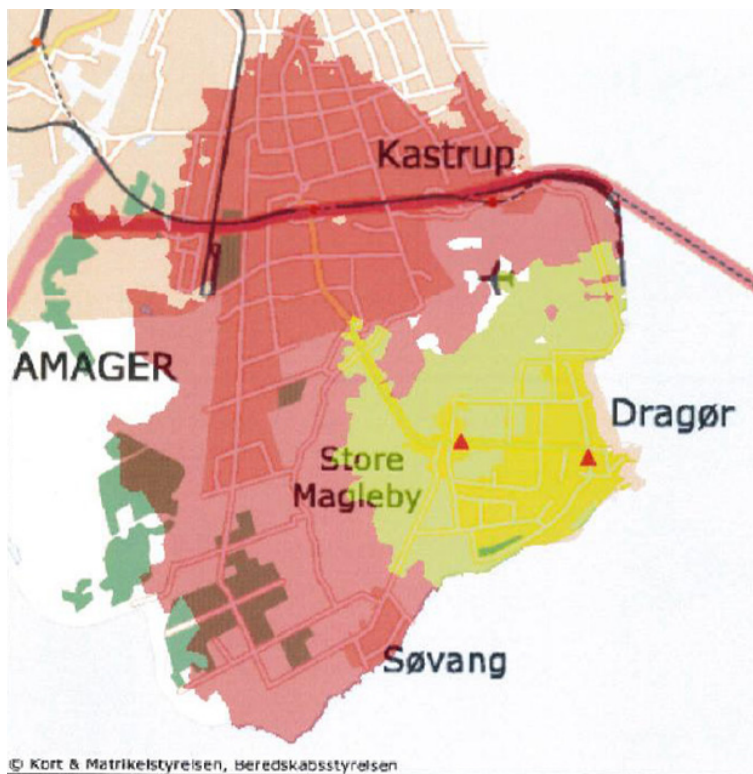 Kastrup
AMAGER
Dragør
Store
Magleby
Søvang
© Kort & Matrikelstyrelsen, Beredskabsstyrelsen